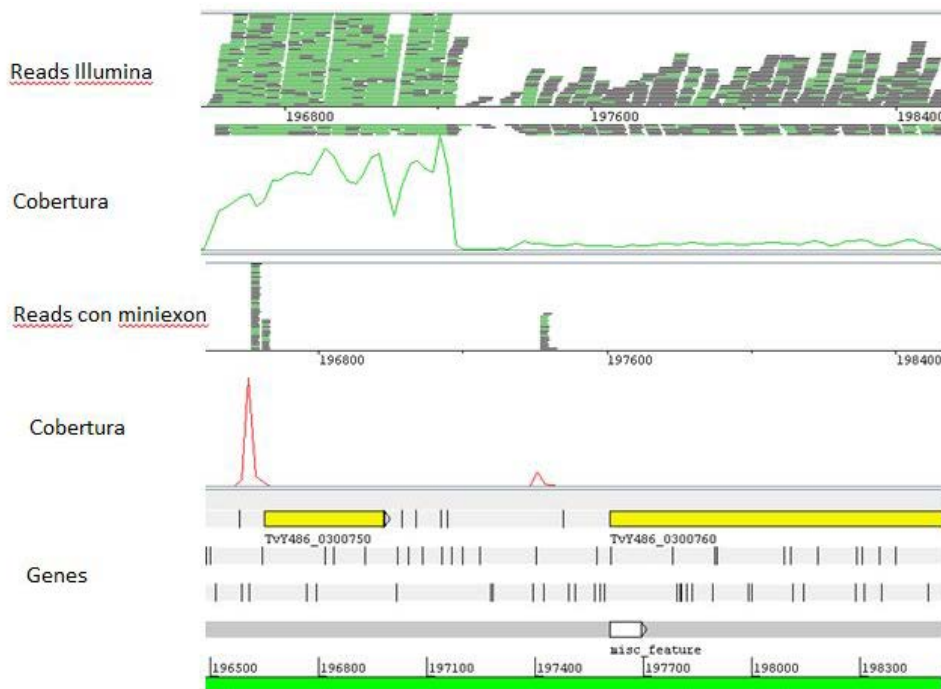 Reads Illumina
196800 197600 198400
Cobertura
Reads con miniexon
196800 197600 198400
Cobertura
TvY486_0300750 TvY486_0300760
Genes
misc_feature
196500 196800 197100 197400 197700 198000 198300